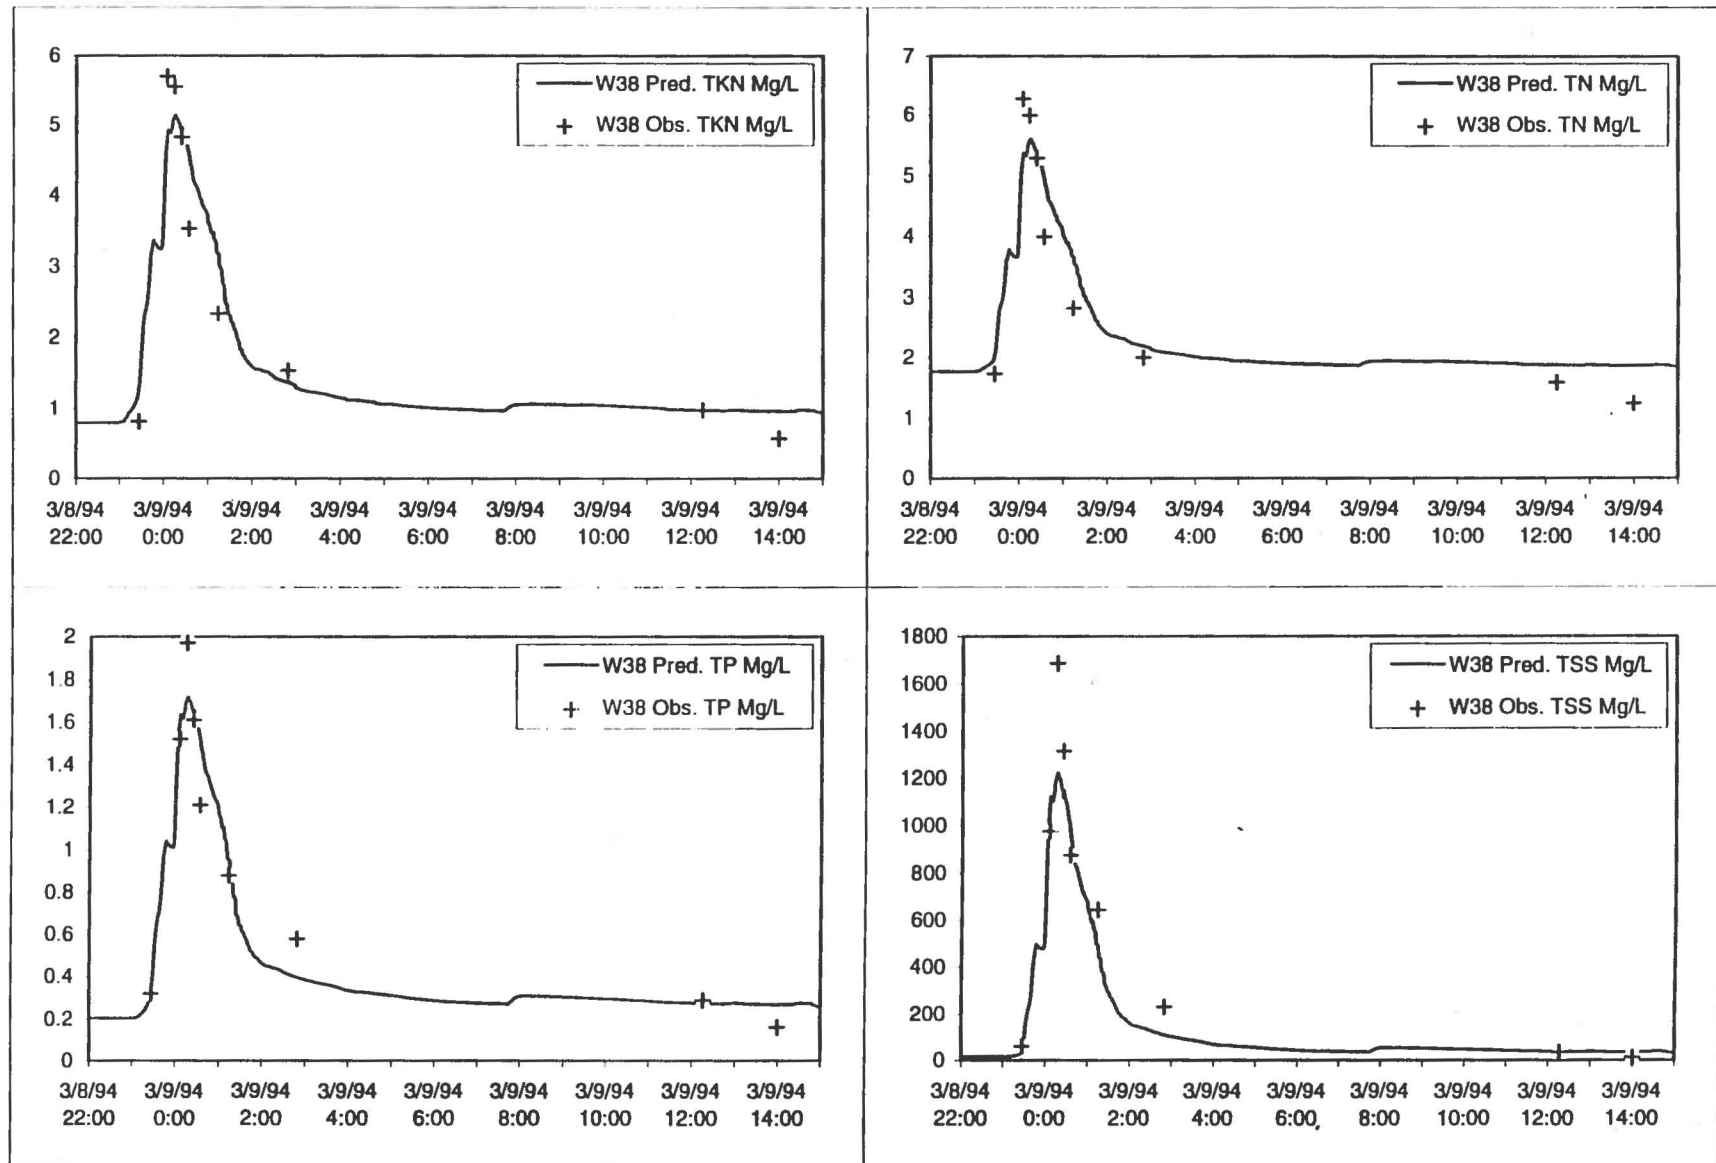 6
5
4
3
2
1
0
W38 Pred. TKN Mg/L
W38 Obs. TKN Mg/L
3/8/94 3/9/94 3/9/94 3/9/94 3/9/94 3/9/94 3/9/94 3/9/94 3/9/94
22:00 0:00 2:00 4:00 6:00 8:00 10:00 12:00 14:00
7
6
5
4
3
2
1
0
W38 Pred. TN Mg/L
W38 Obs. TN Mg/L
3/8/94 3/9/94 3/9/94 3/9/94 3/9/94 3/9/94 3/9/94 3/9/94 3/9/94
22:00 0:00 2:00 4:00 6:00 8:00 10:00 12:00 14:00
2
1.8
1.6
1.4
1.2
1
0.8
0.6
0.4
0.2
0
W38 Pred. TP Mg/L
W38 Obs. TP Mg/L
3/8/94 3/9/94 3/9/94 3/9/94 3/9/94 3/9/94 3/9/94 3/9/94 3/9/94
22:00 0:00 2:00 4:00 6:00 8:00 10:00 12:00 14:00
1800
1600
1400
1200
1000
800
600
400
200
0
W38 Pred. TSS Mg/L
W38 Obs. TSS Mg/L
3/8/94 3/9/94 3/9/94 3/9/94 3/9/94 3/9/94 3/9/94 3/9/94 3/9/94
22:00 0:00 2:00 4:00 6:00 8:00 10:00 12:00 14:00